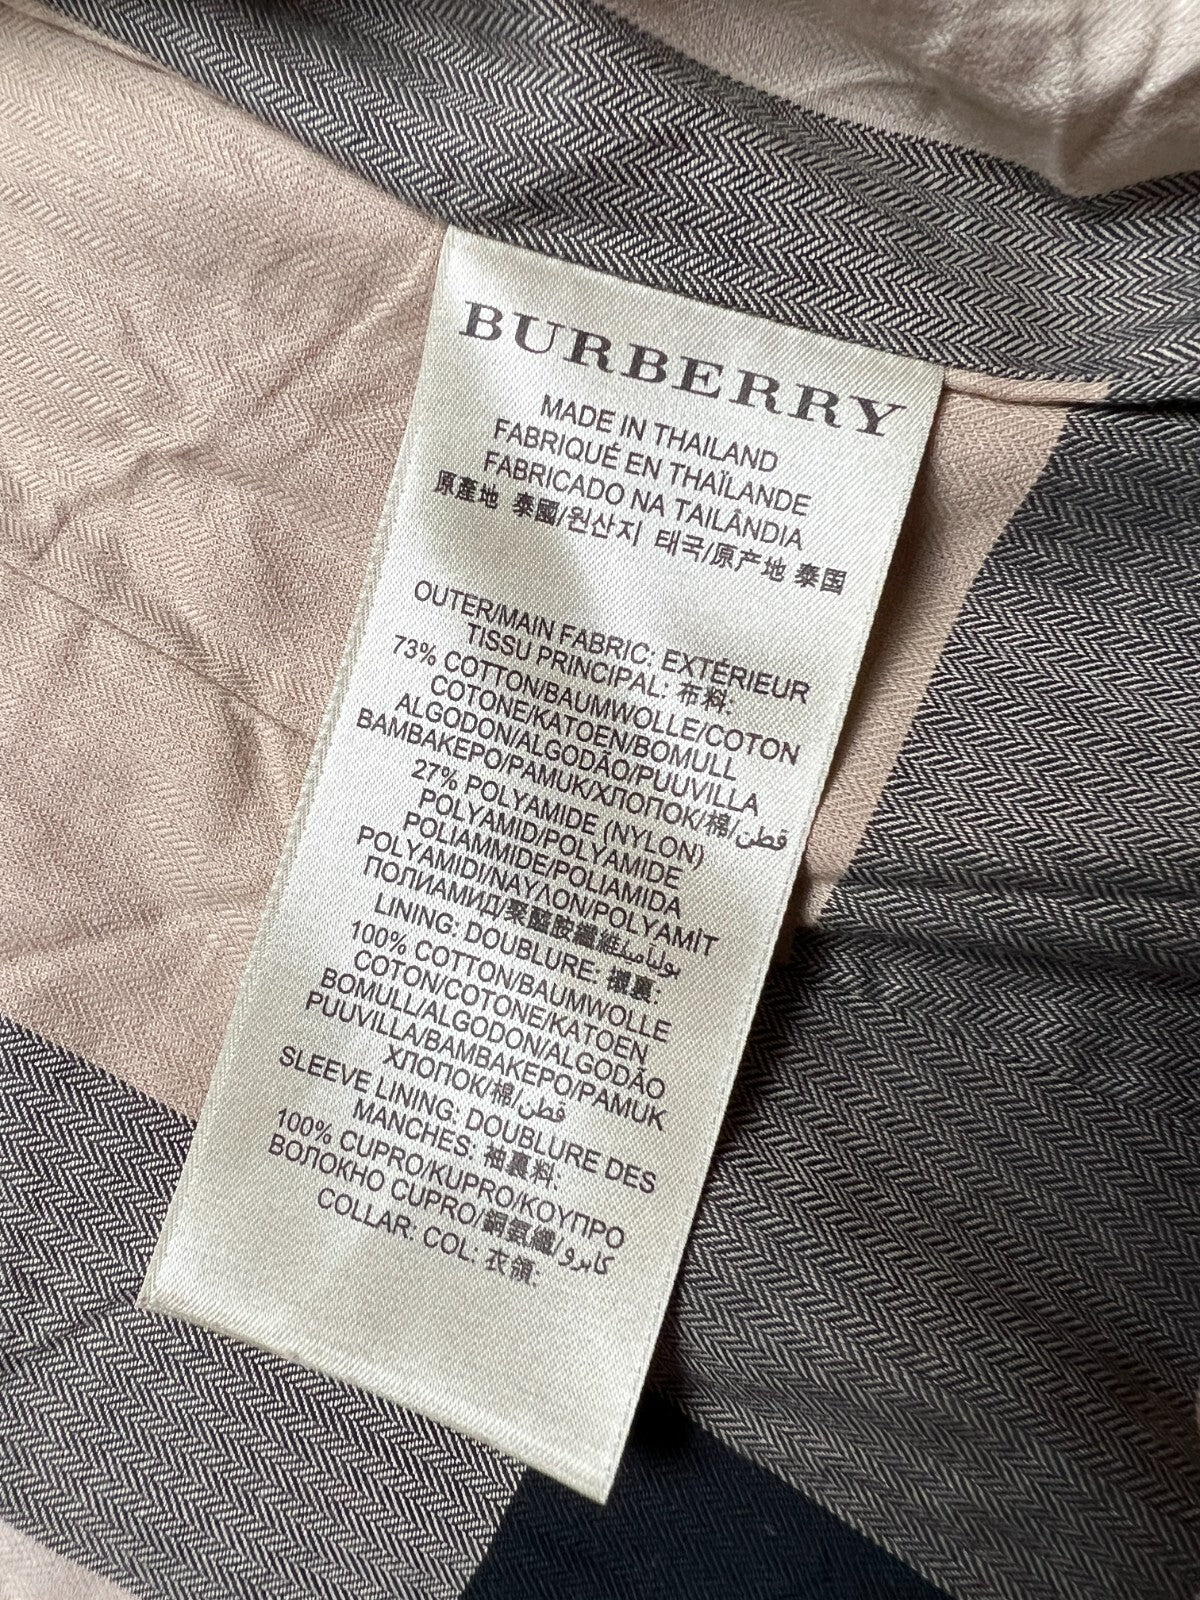 BURBERRY
MADE IN THAILAND
FABRIQUÉ EN THAÏLANDE
FABRICADO NA TAILÂNDIA
原產地 泰國/원산지 태국/原产地 泰国
OUTER/MAIN FABRIC: EXTÉRIEUR
TISSU PRINCIPAL: 布料:
73% COTTON/BAUMWOLLE/COTON
COTONE/KATOEN/BOMULL
ALGODON/ALGODÃO/PUUVILLA
ΒΑΜΒΑΚΕΡΟ/PAMUK/ХЛОПОК/棉/قطن
27% POLYAMIDE (NYLON)
POLYAMID/POLYAMIDE
POLIAMMIDE/POLIAMIDA
POLYAMIDI/ΝΑΥΛΟΝ/POLYAMİT
ПОЛИАМИД/聚醯胺纖維/بولیامید
LINING: DOUBLURE: 襯裏:
100% COTTON/BAUMWOLLE
COTON/COTONE/KATOEN
BOMULL/ALGODON/ALGODÃO
PUUVILLA/ΒΑΜΒΑΚΕΡΟ/PAMUK
ХЛОПОК/棉/قطن
SLEEVE LINING: DOUBLURE DES
MANCHES: 袖裏料:
100% CUPRO/KUPRO/ΚΟΥΠΡΟ
ВОЛОКНО CUPRO/銅氨纖/كابرو
COLLAR: COL: 衣領: